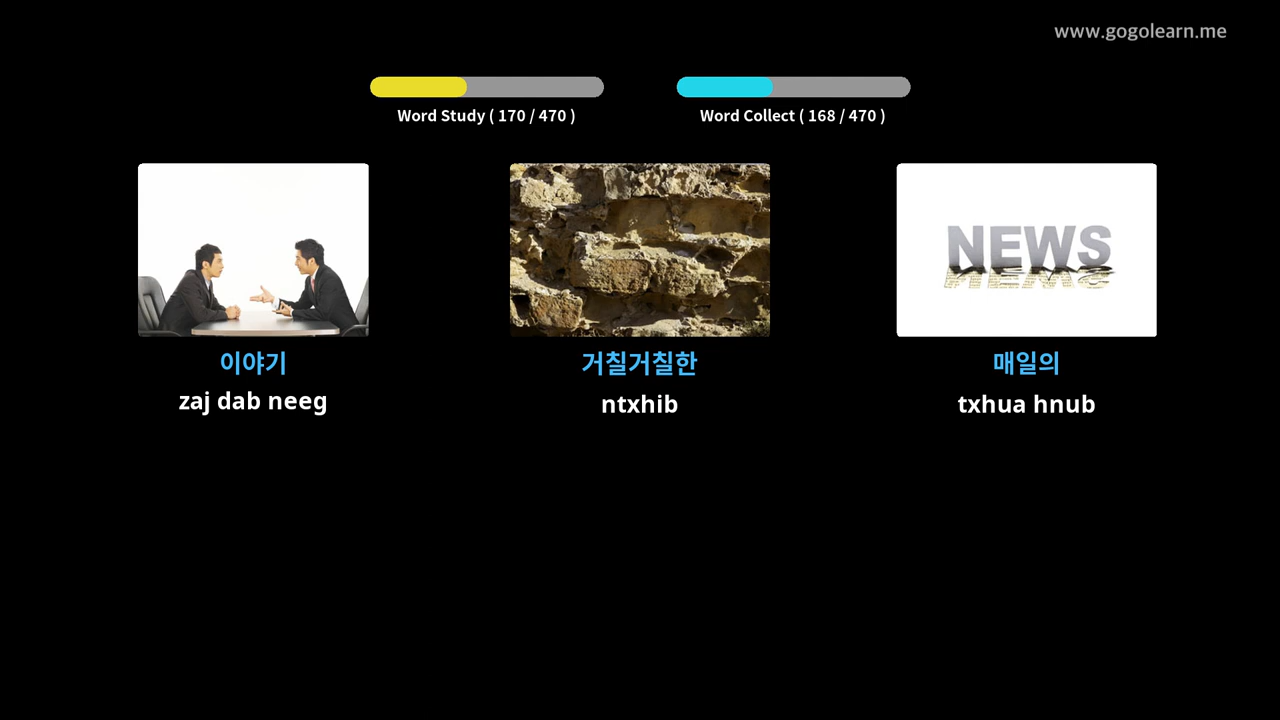 www.gogolearn.me
Word Study ( 170 / 470 )
Word Collect ( 168 / 470 )
NEWS
이야기
거칠거칠한
매일의
zaj dab neeg
ntxhib
txhua hnub